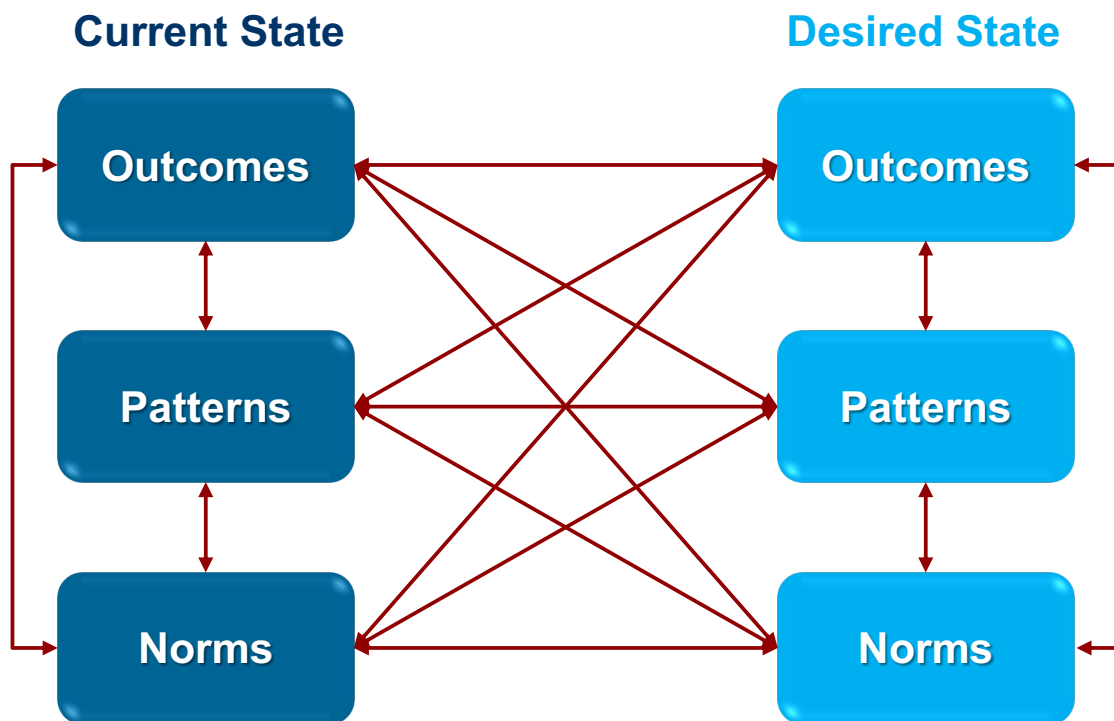 Current State
Desired State
Outcomes
Outcomes
Patterns
Patterns
Norms
Norms